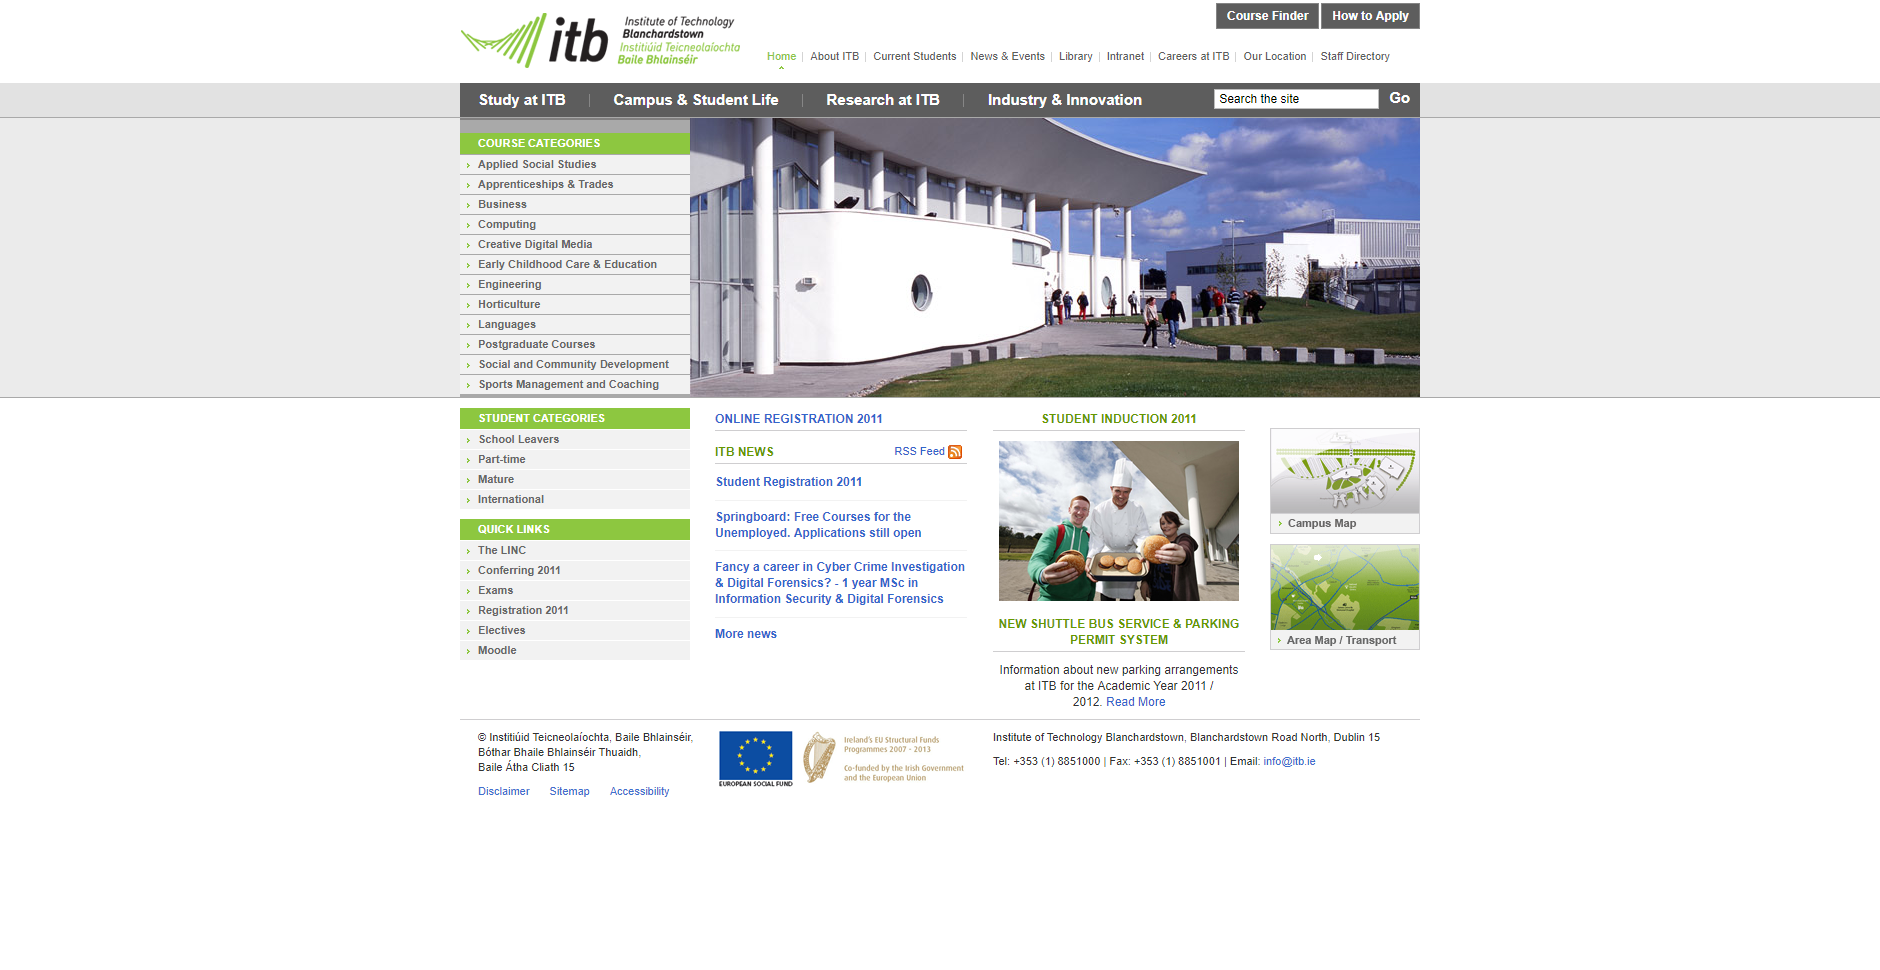 itb
Institute of Technology
Blanchardstown
Institiúid Teicneolaíochta
Baile Bhlainséir
Course Finder
How to Apply
Home
About ITB
Current Students
News & Events
Library
Intranet
Careers at ITB
Our Location
Staff Directory
Study at ITB
Campus & Student Life
Research at ITB
Industry & Innovation
Search the site
Go
COURSE CATEGORIES
Applied Social Studies
Apprenticeships & Trades
Business
Computing
Creative Digital Media
Early Childhood Care & Education
Engineering
Horticulture
Languages
Postgraduate Courses
Social and Community Development
Sports Management and Coaching
STUDENT CATEGORIES
School Leavers
Part-time
Mature
International
QUICK LINKS
The LINC
Conferring 2011
Exams
Registration 2011
Electives
Moodle
ONLINE REGISTRATION 2011
ITB NEWS
RSS Feed
Student Registration 2011
Springboard: Free Courses for the
Unemployed. Applications still open
Fancy a career in Cyber Crime Investigation
& Digital Forensics? - 1 year MSc in
Information Security & Digital Forensics
More news
STUDENT INDUCTION 2011
NEW SHUTTLE BUS SERVICE & PARKING
PERMIT SYSTEM
Information about new parking arrangements
at ITB for the Academic Year 2011 /
2012. Read More
Campus Map
Area Map / Transport
© Institiúid Teicneolaíochta, Baile Bhlainséir,
Bóthar Bhaile Bhlainséir Thuaidh,
Baile Átha Cliath 15
Disclaimer
Sitemap
Accessibility
EUROPEAN SOCIAL FUND
Ireland's EU Structural Funds
Programmes 2007 - 2013
Co-funded by the Irish Government
and the European Union
Institute of Technology Blanchardstown, Blanchardstown Road North, Dublin 15
Tel: +353 (1) 8851000 | Fax: +353 (1) 8851001 | Email: info@itb.ie